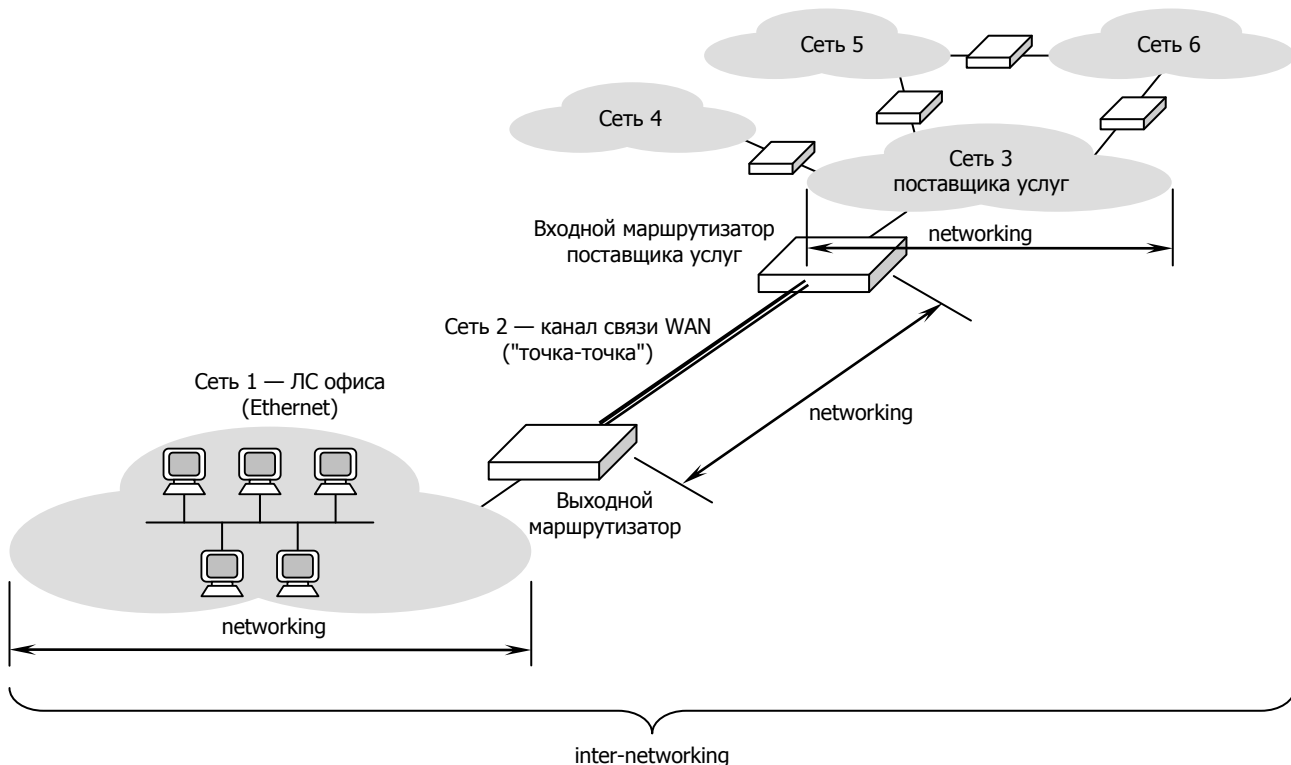 Сеть 5
Сеть 6
Сеть 4
Сеть 3
поставщика услуг
Входной маршрутизатор
поставщика услуг
networking
Сеть 2 — канал связи WAN
("точка-точка")
networking
Сеть 1 — ЛС офиса
(Ethernet)
Выходной
маршрутизатор
networking
inter-networking